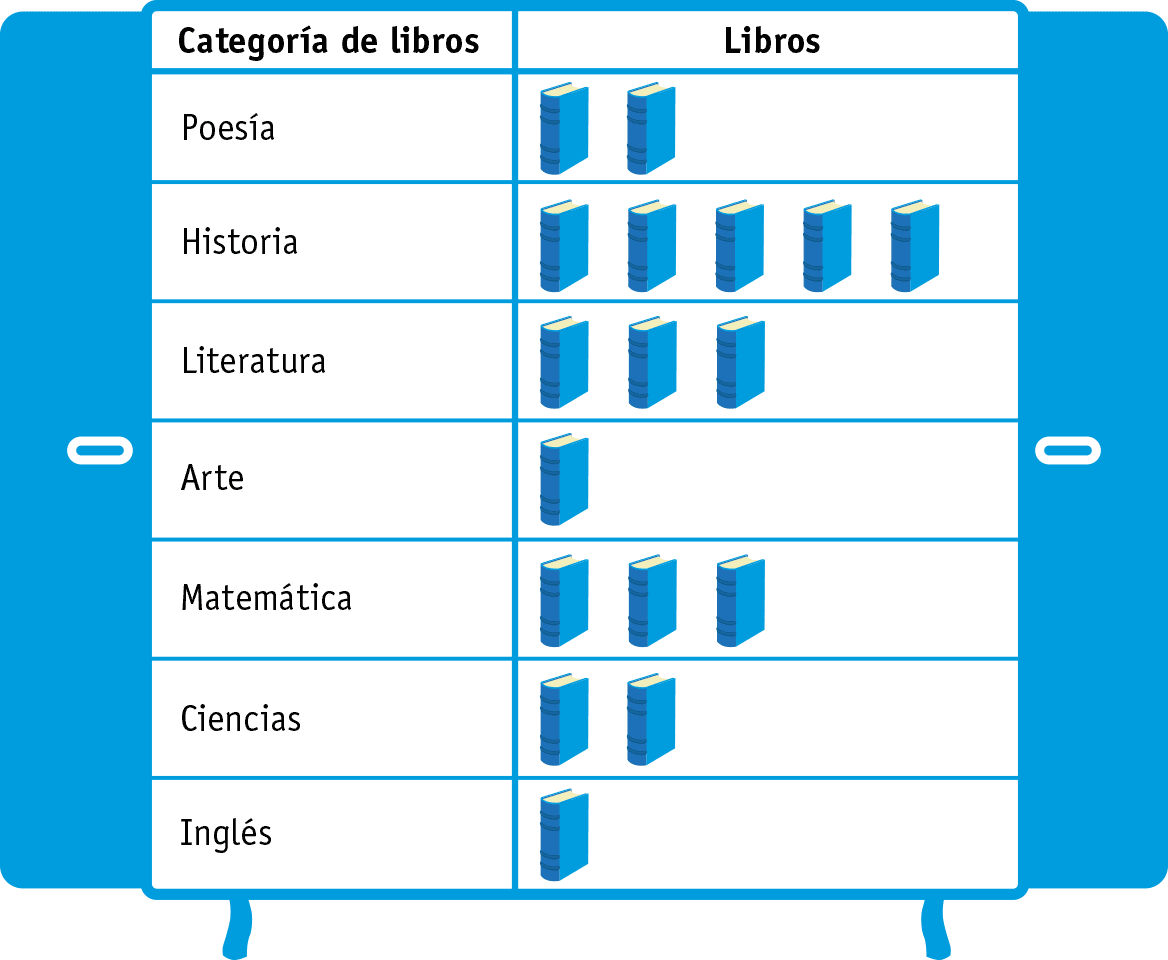 Categoría de libros
Libros
Poesía
Historia
Literatura
Arte
Matemática
Ciencias
Inglés